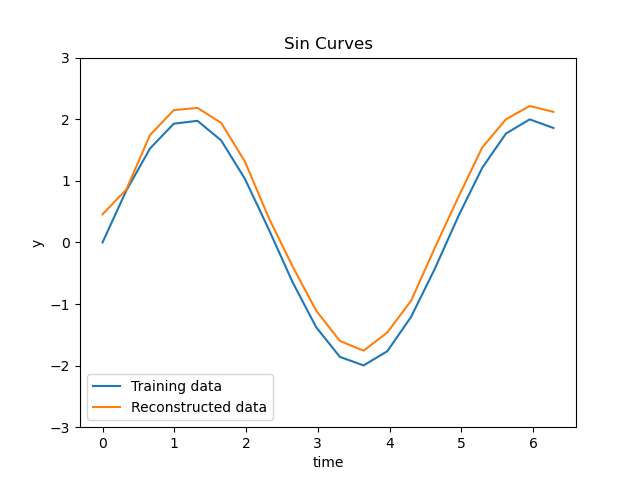 Sin Curves
3
2
1
0
−1
−2
−3
y
Training data
Reconstructed data
0 1 2 3 4 5 6
time